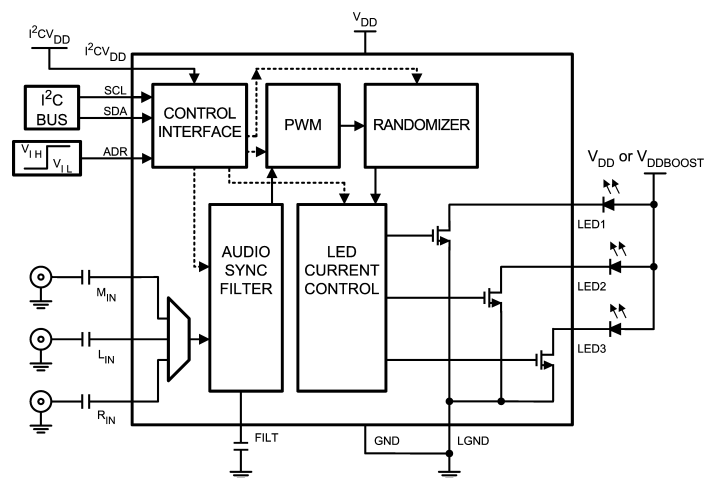 V_DD
I²CV_DD
I²CV_DD
I²C
BUS
SCL
SDA
CONTROL
INTERFACE
PWM
RANDOMIZER
V_IH
V_IL
ADR
V_DD or V_DDBOOST
LED1
AUDIO
SYNC
FILTER
LED
CURRENT
CONTROL
LED2
M_IN
LED3
L_IN
R_IN
FILT
GND
LGND